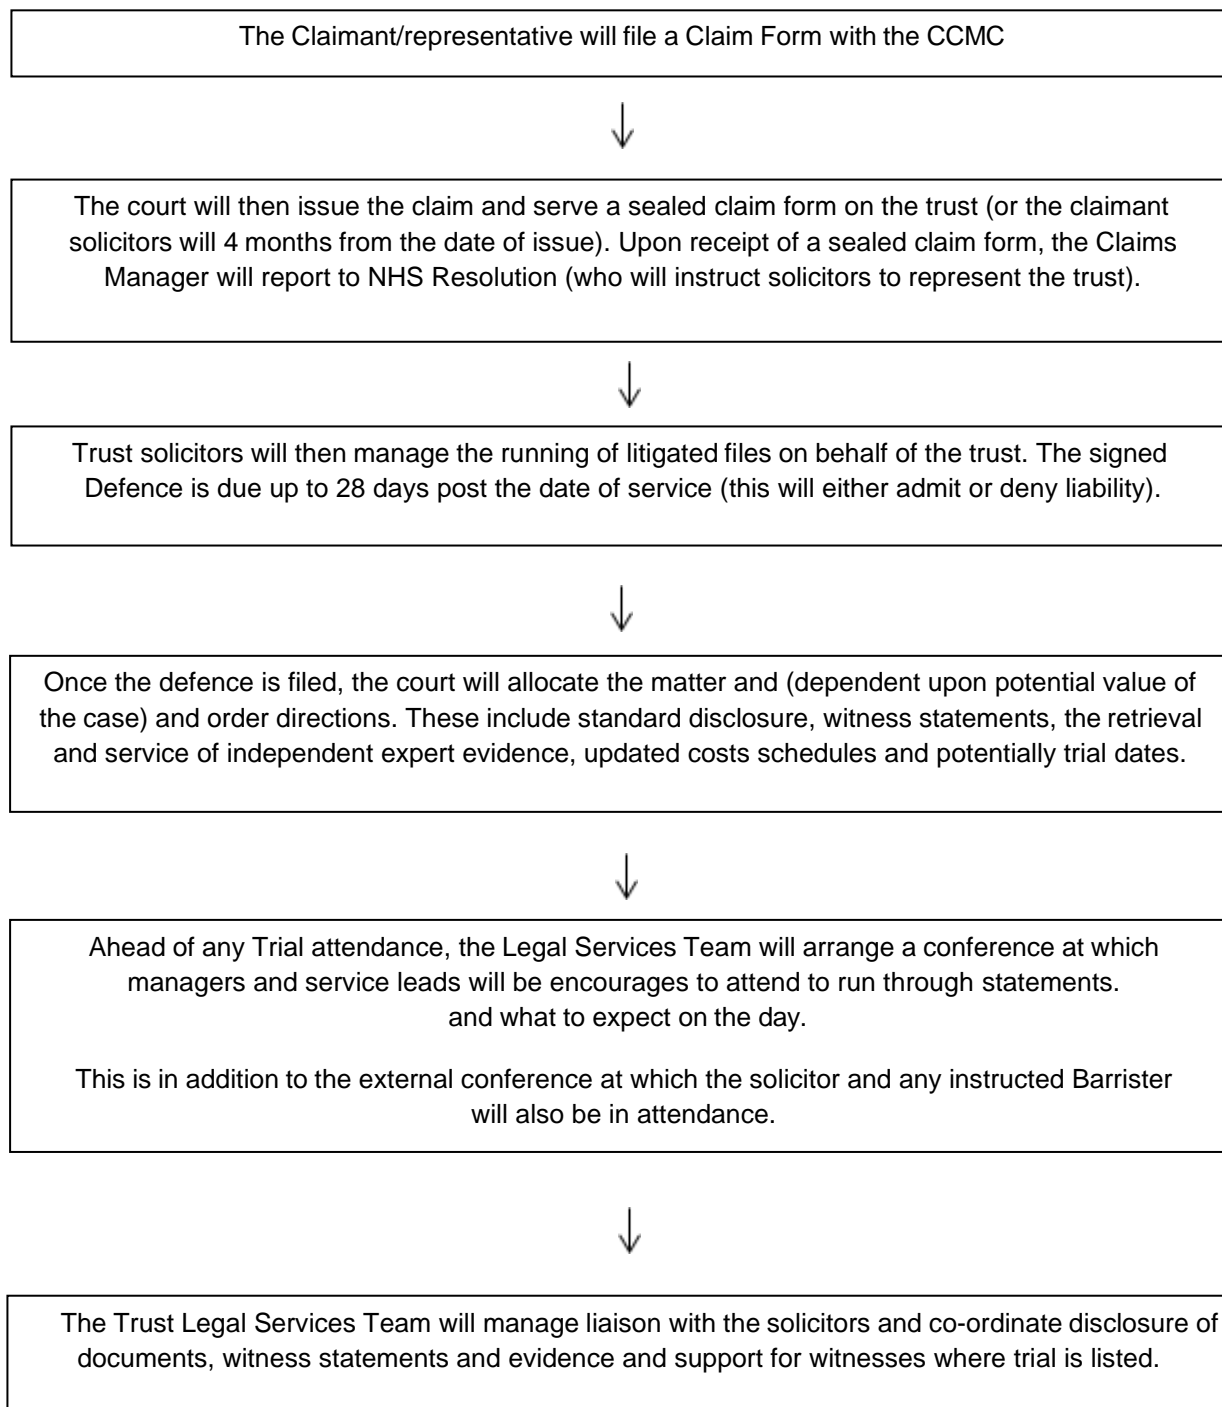 The Claimant/representative will file a Claim Form with the CCMC
The court will then issue the claim and serve a sealed claim form on the trust (or the claimant
solicitors will 4 months from the date of issue). Upon receipt of a sealed claim form, the Claims
Manager will report to NHS Resolution (who will instruct solicitors to represent the trust).
Trust solicitors will then manage the running of litigated files on behalf of the trust. The signed
Defence is due up to 28 days post the date of service (this will either admit or deny liability).
Once the defence is filed, the court will allocate the matter and (dependent upon potential value of
the case) and order directions. These include standard disclosure, witness statements, the retrieval
and service of independent expert evidence, updated costs schedules and potentially trial dates.
Ahead of any Trial attendance, the Legal Services Team will arrange a conference at which
managers and service leads will be encourages to attend to run through statements.
and what to expect on the day.
This is in addition to the external conference at which the solicitor and any instructed Barrister
will also be in attendance.
The Trust Legal Services Team will manage liaison with the solicitors and co-ordinate disclosure of
documents, witness statements and evidence and support for witnesses where trial is listed.